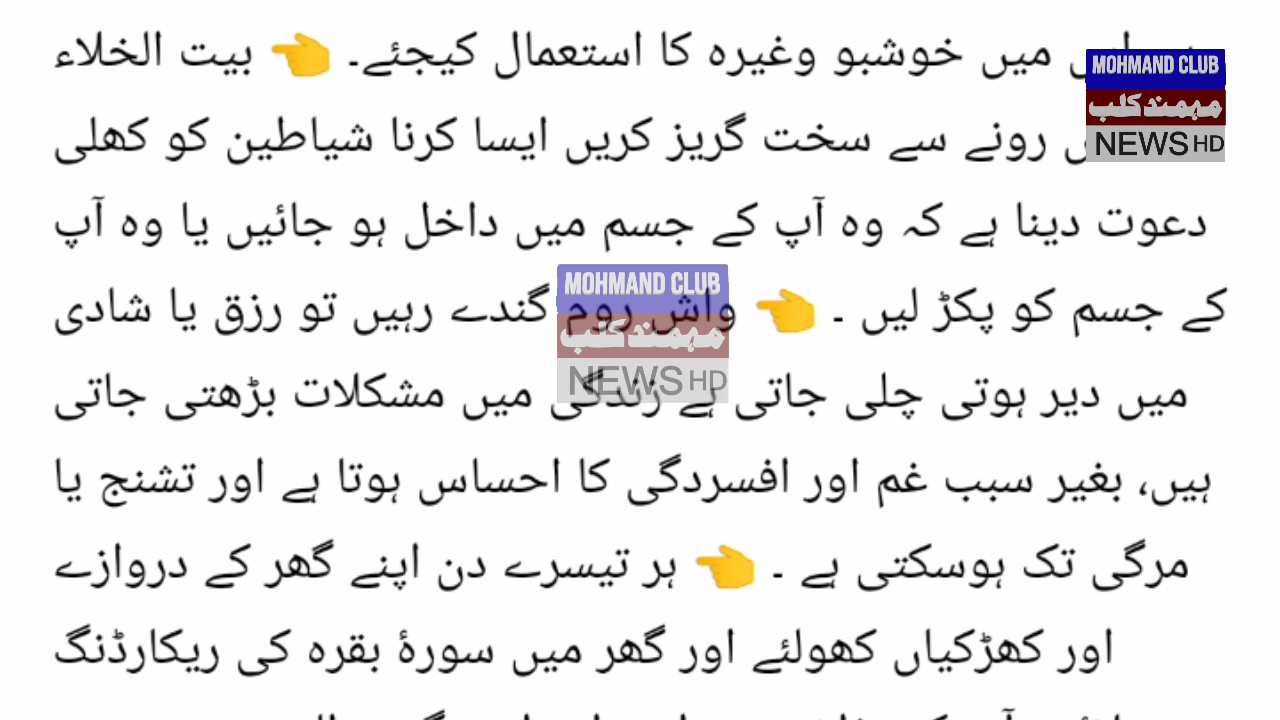 میں خوشبو وغیرہ کا استعمال کیجئے۔ 👈 بیت الخلاء
رونے سے سخت گریز کریں ایسا کرنا شیاطین کو کھلی
دعوت دینا ہے کہ وہ آپ کے جسم میں داخل ہو جائیں یا وہ آپ
کے جسم کو پکڑ لیں ۔ 👈 واش روم گندے رہیں تو رزق یا شادی
میں دیر ہوتی چلی جاتی ہے زندگی میں مشکلات بڑھتی جاتی
ہیں، بغیر سبب غم اور افسردگی کا احساس ہوتا ہے اور تشنج یا
مرگی تک ہوسکتی ہے ۔ 👈 ہر تیسرے دن اپنے گھر کے دروازے
اور کھڑکیاں کھولئے اور گھر میں سورۂ بقرہ کی ریکارڈنگ
MOHMAND CLUB
مہمند کلب
NEWS HD
MOHMAND CLUB
مہمند کلب
NEWS HD